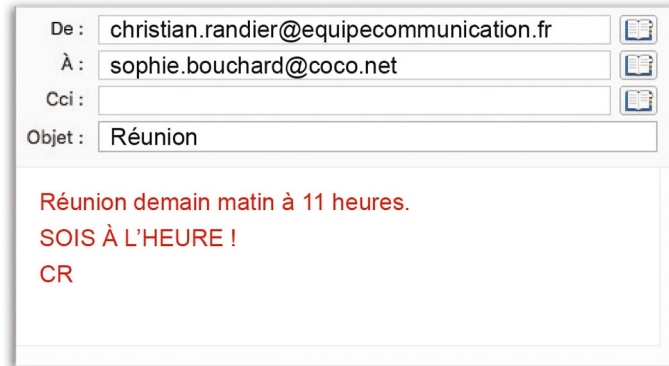 De : christian.randier@equipecommunication.fr
À : sophie.bouchard@coco.net
Cci :
Objet : Réunion
Réunion demain matin à 11 heures.
SOIS À L’HEURE !
CR